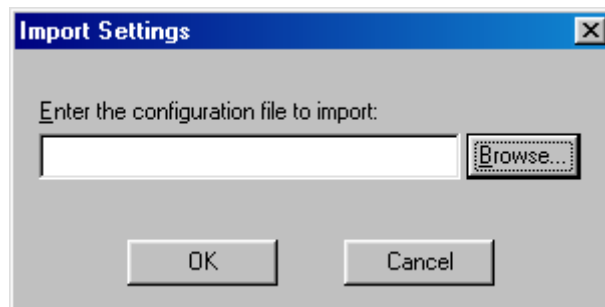 Import Settings
Enter the configuration file to import:
Browse...
OK Cancel